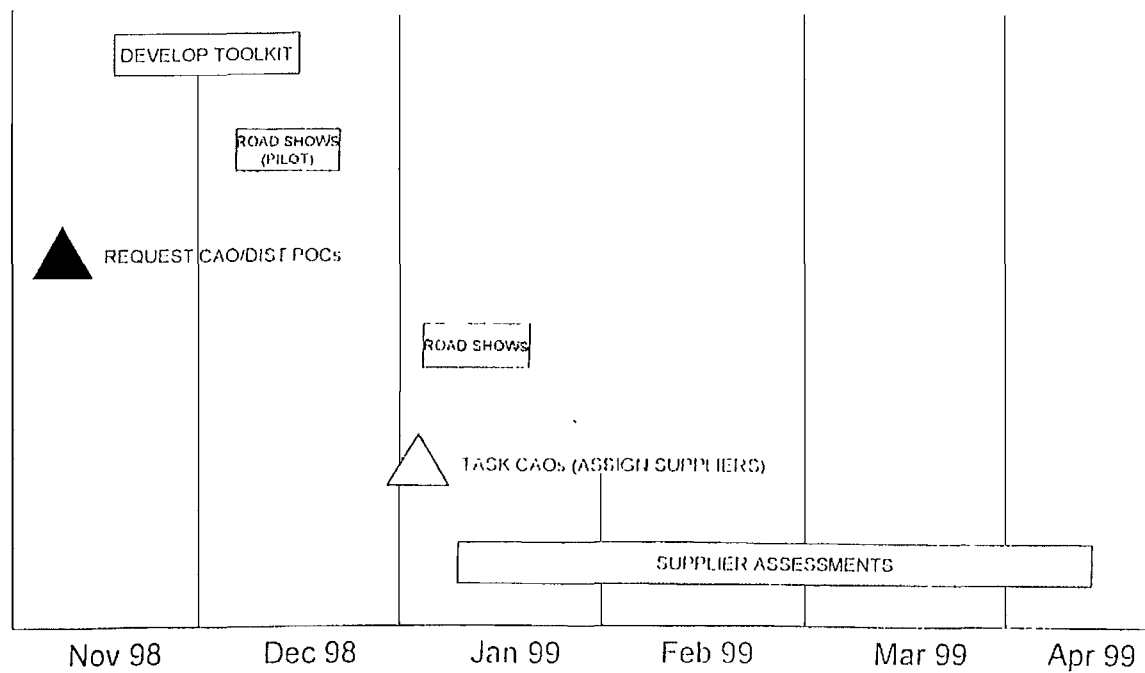 DEVELOP TOOLKIT
ROAD SHOWS
(PILOT)
REQUEST CAO/DIST POCs
ROAD SHOWS
TASK CAOs (ASSIGN SUPPLIERS)
SUPPLIER ASSESSMENTS
Nov 98 Dec 98 Jan 99 Feb 99 Mar 99 Apr 99